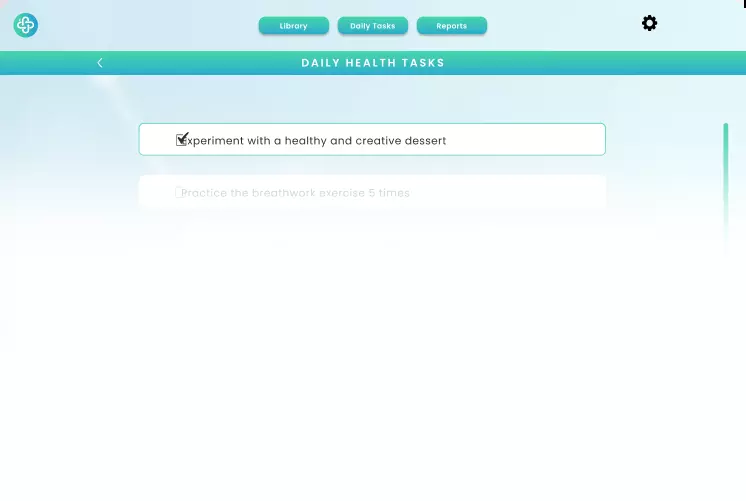 Library
Daily Tasks
Reports
DAILY HEALTH TASKS
Experiment with a healthy and creative dessert
Practice the breathwork exercise 5 times